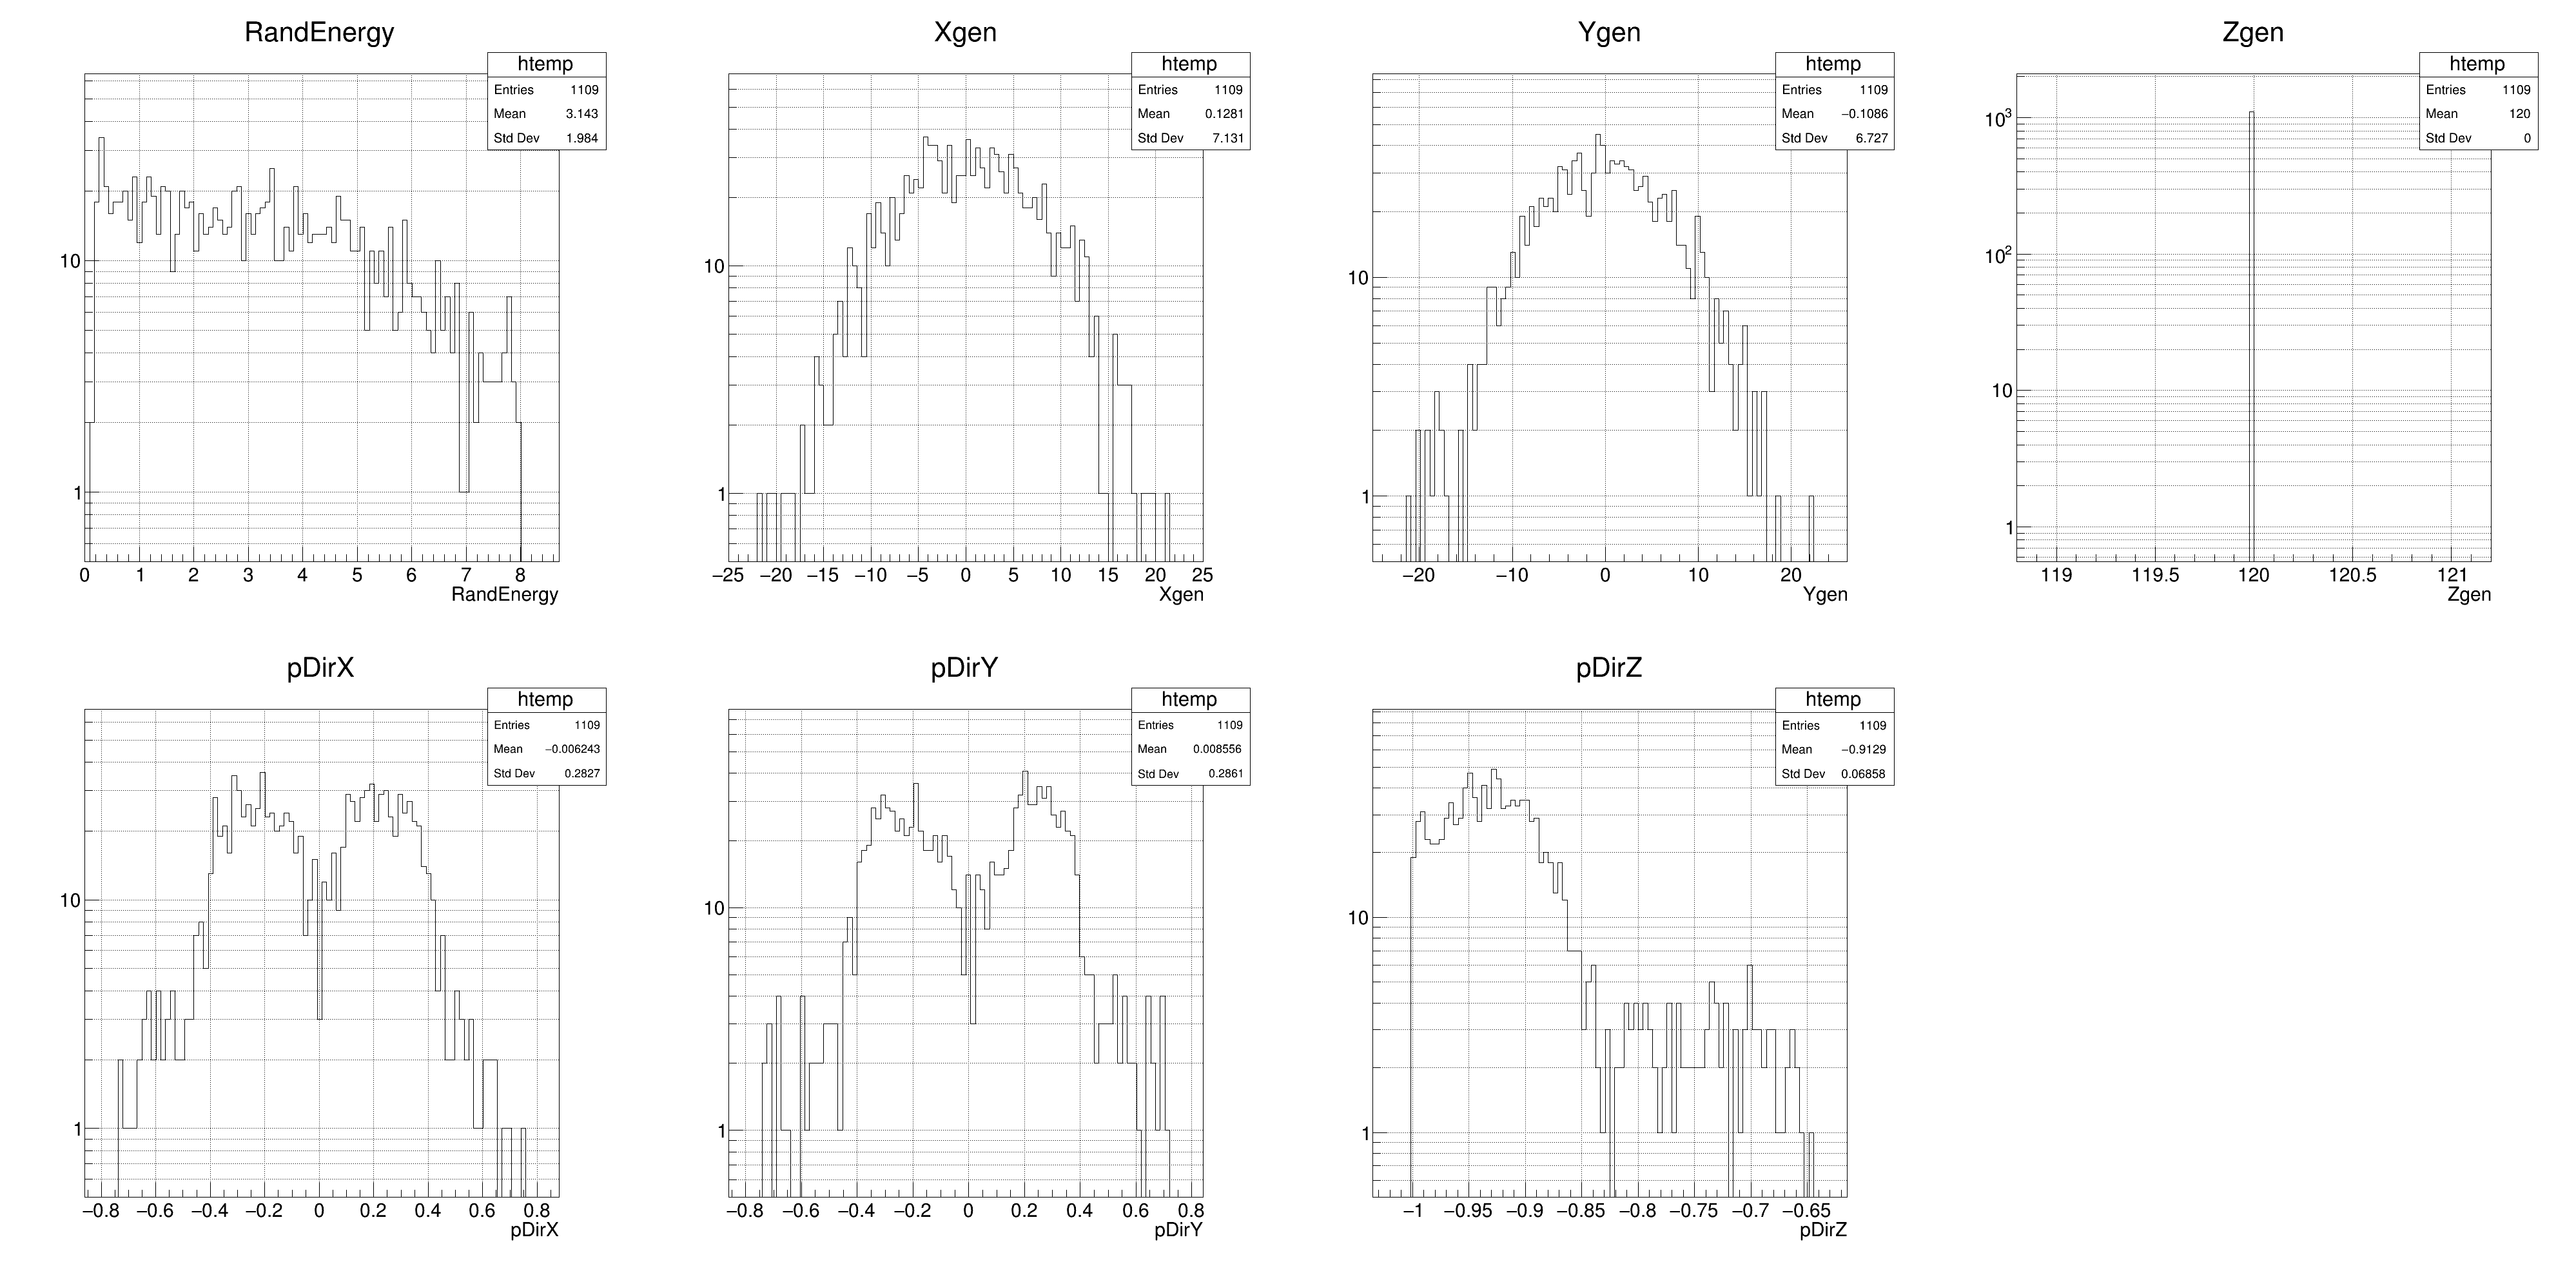 RandEnergy
htemp
Entries 1109
Mean 3.143
Std Dev 1.984
10
1
0 1 2 3 4 5 6 7 8
RandEnergy
Xgen
htemp
Entries 1109
Mean 0.1281
Std Dev 7.131
10
1
−25 −20 −15 −10 −5 0 5 10 15 20 25
Xgen
Ygen
htemp
Entries 1109
Mean −0.1086
Std Dev 6.727
10
1
−20 −10 0 10 20
Ygen
Zgen
htemp
Entries 1109
Mean 120
Std Dev 0
10³
10²
10
1
119 119.5 120 120.5 121
Zgen
pDirX
htemp
Entries 1109
Mean −0.006243
Std Dev 0.2827
10
1
−0.8 −0.6 −0.4 −0.2 0 0.2 0.4 0.6 0.8
pDirX
pDirY
htemp
Entries 1109
Mean 0.008556
Std Dev 0.2861
10
1
−0.8 −0.6 −0.4 −0.2 0 0.2 0.4 0.6 0.8
pDirY
pDirZ
htemp
Entries 1109
Mean −0.9129
Std Dev 0.06858
10
1
−1 −0.95 −0.9 −0.85 −0.8 −0.75 −0.7 −0.65
pDirZ